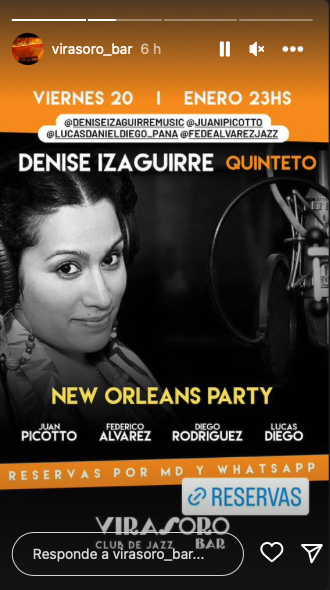 virasoro_bar 6 h
VIERNES 20 | ENERO 23HS
@DENISEIZAGUIRREMUSIC @JUANIPICOTTO
@LUCASDANIELDIEGO_PANA @FEDEALVAREZJAZZ
DENISE IZAGUIRRE QUINTETO
NEW ORLEANS PARTY
JUAN PICOTTO
FEDERICO ALVAREZ
DIEGO RODRIGUEZ
LUCAS DIEGO
RESERVAS POR MD Y WHATSAPP
RESERVAS
VIRASORO
CLUB DE JAZZ BAR
Responde a virasoro_bar...